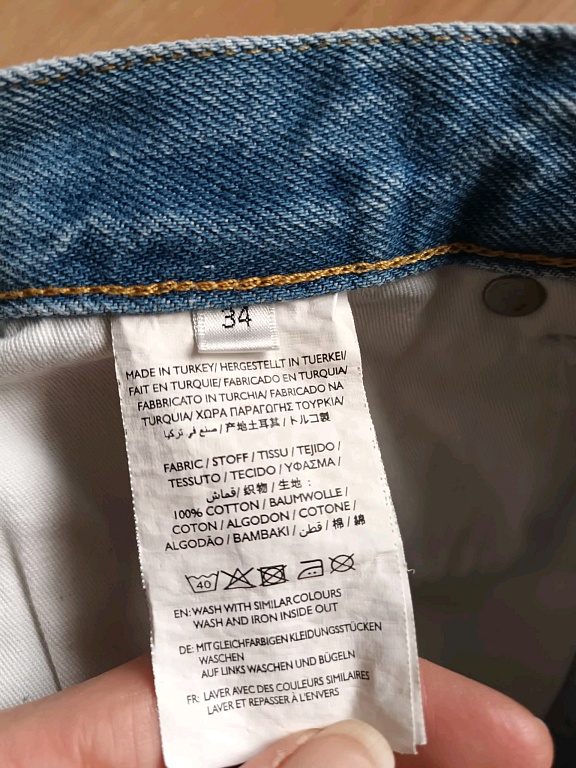 34
MADE IN TURKEY/ HERGESTELLT IN TUERKEI/
FAIT EN TURQUIE/ FABRICADO EN TURQUIA/
FABBRICATO IN TURCHIA/ FABRICADO NA
TURQUIA/ ΧΩΡΑ ΠΑΡΑΓΩΓΗΣ ΤΟΥΡΚΙΑ/
صنع في تركيا / 产地土耳其 / トルコ製
FABRIC / STOFF / TISSU / TEJIDO /
TESSUTO / TECIDO / ΥΦΑΣΜΑ /
قماش / 织物 / 生地 :
100% COTTON / BAUMWOLLE /
COTON / ALGODON / COTONE /
ALGODÃO / BAMBAKI / قطن / 棉 / 綿
40
EN: WASH WITH SIMILAR COLOURS
WASH AND IRON INSIDE OUT
DE: MIT GLEICHFARBIGEN KLEIDUNGSSTÜCKEN
WASCHEN
AUF LINKS WASCHEN UND BÜGELN
FR: LAVER AVEC DES COULEURS SIMILAIRES
LAVER ET REPASSER À L'ENVERS